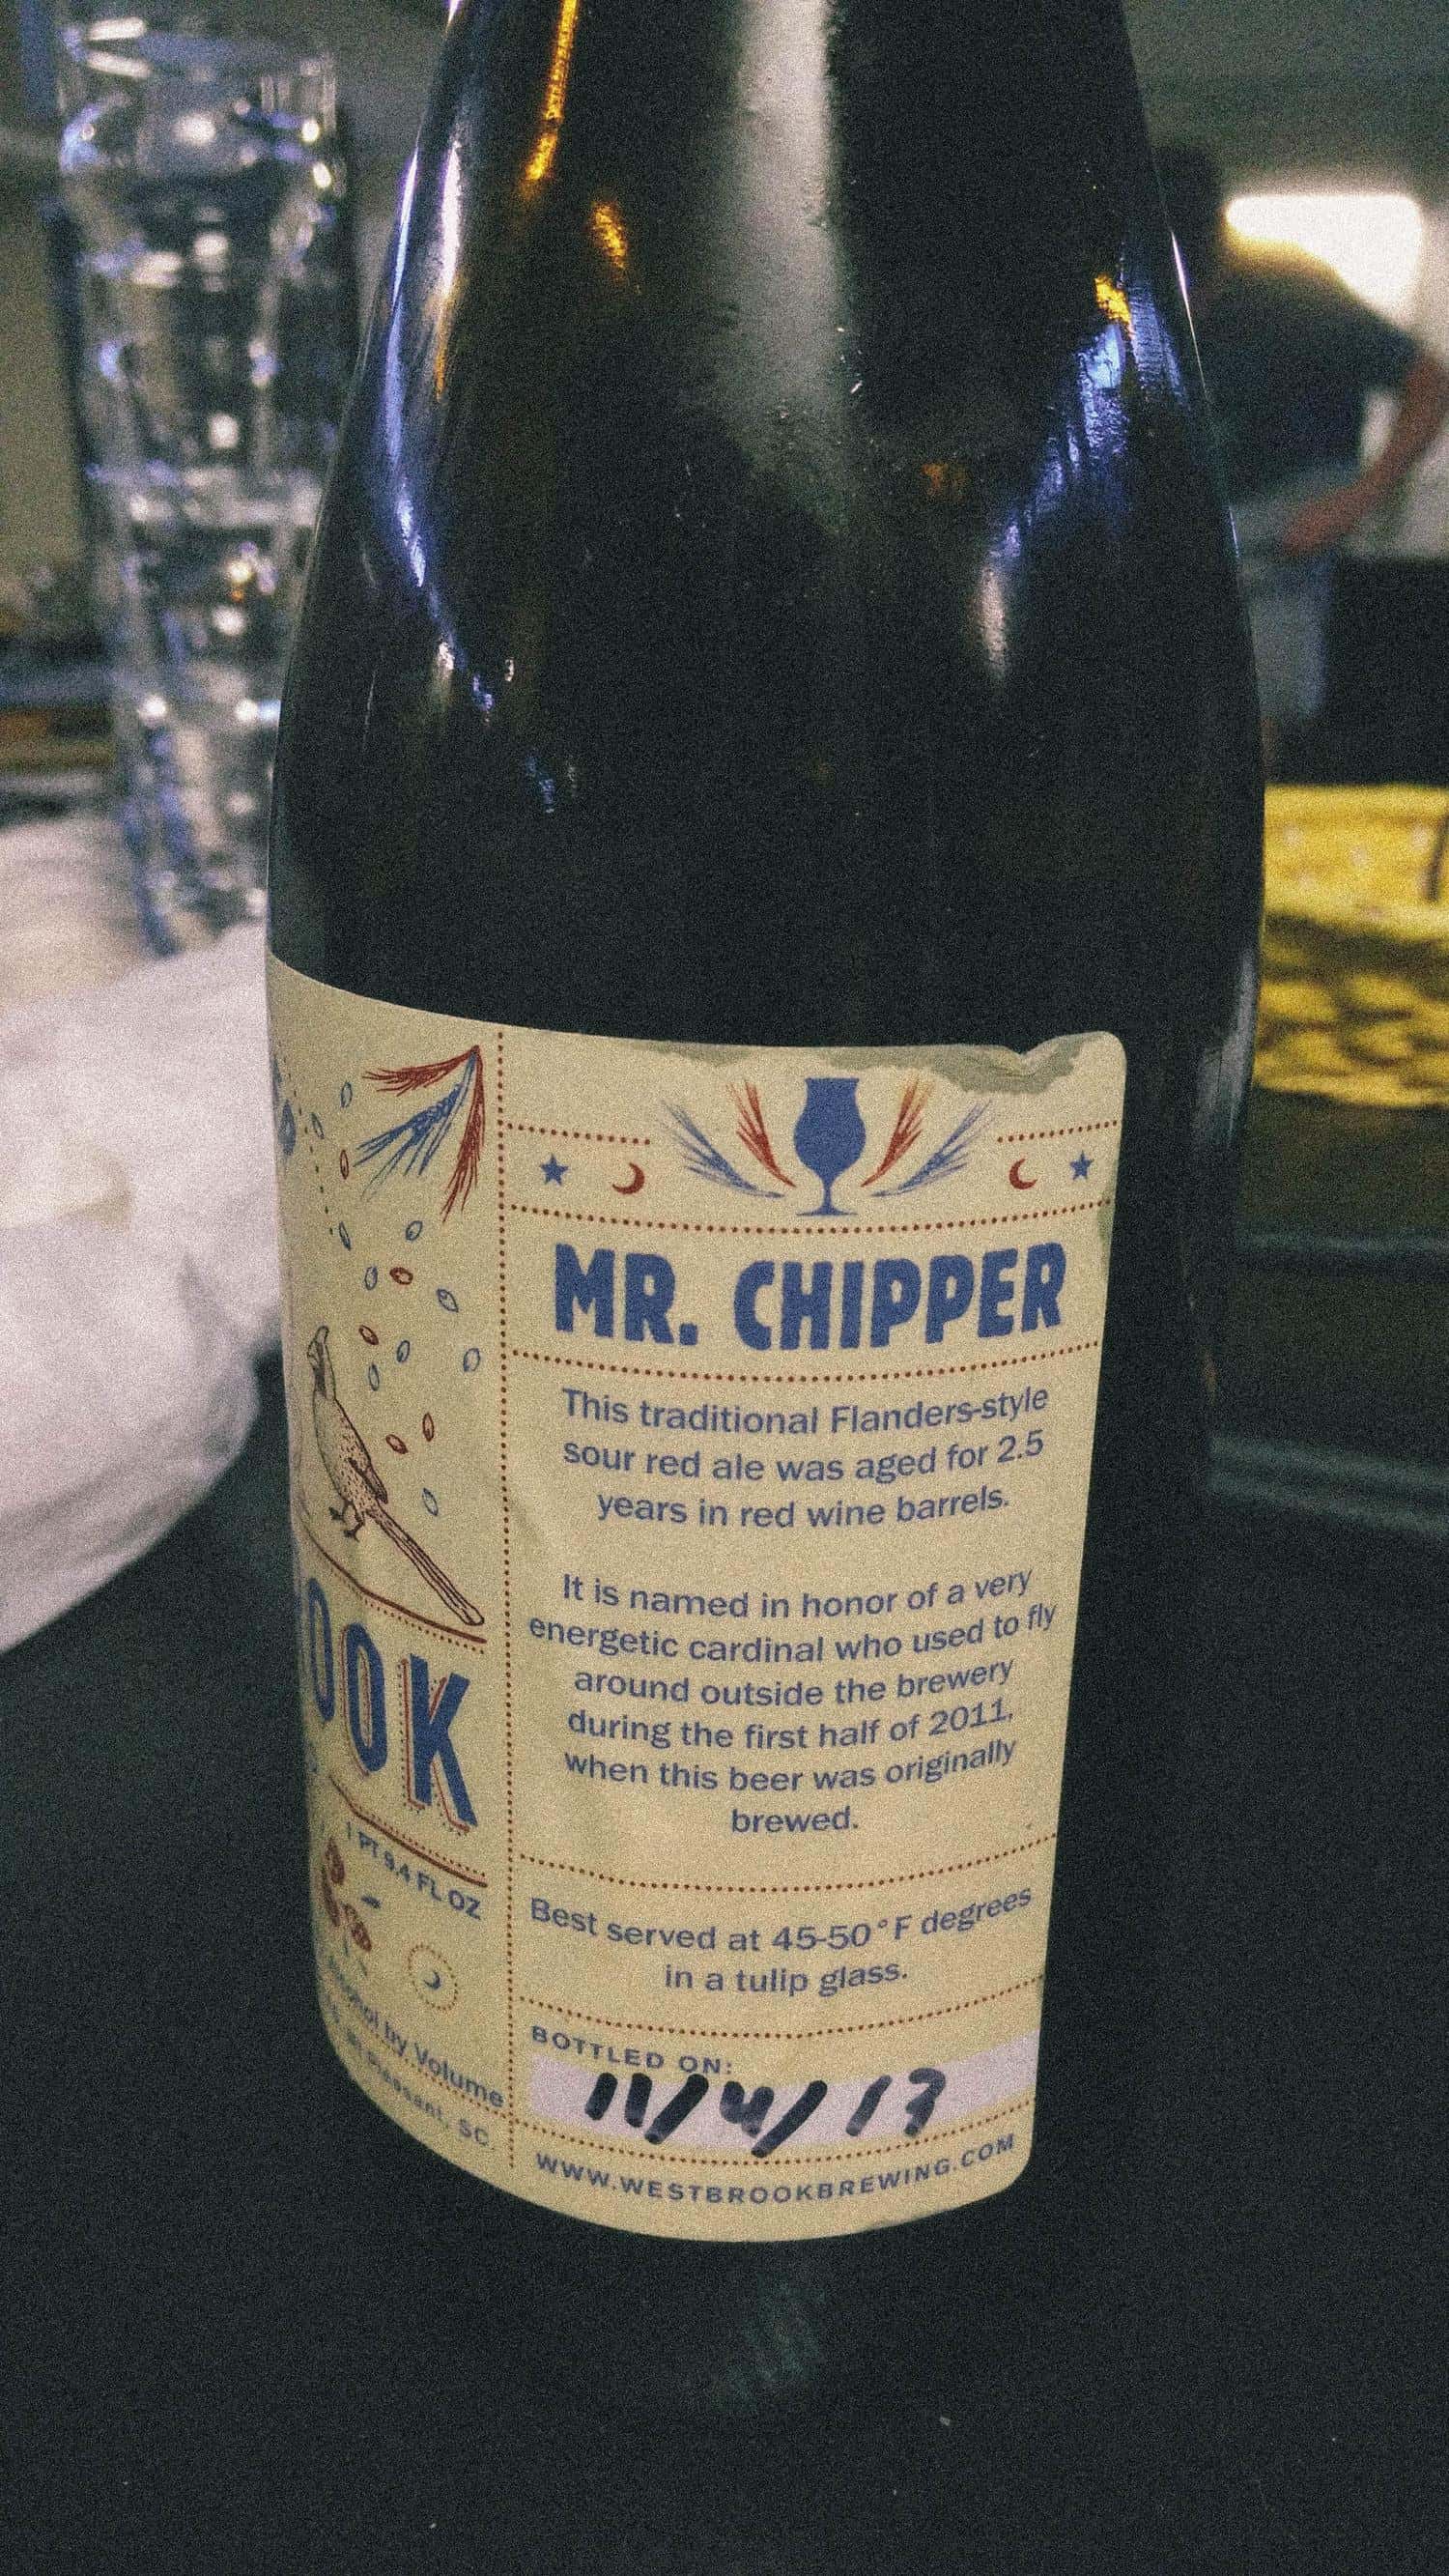 MR. CHIPPER
This traditional Flanders-style
sour red ale was aged for 2.5
years in red wine barrels.
It is named in honor of a very
energetic cardinal who used to fly
around outside the brewery
during the first half of 2011,
when this beer was originally
brewed.
Best served at 45-50°F degrees
in a tulip glass.
BOTTLED ON:
11/4/13
WWW.WESTBROOKBREWING.COM
OOK
1 PT 9.4 FL OZ
by Volume
Pleasant, SC.